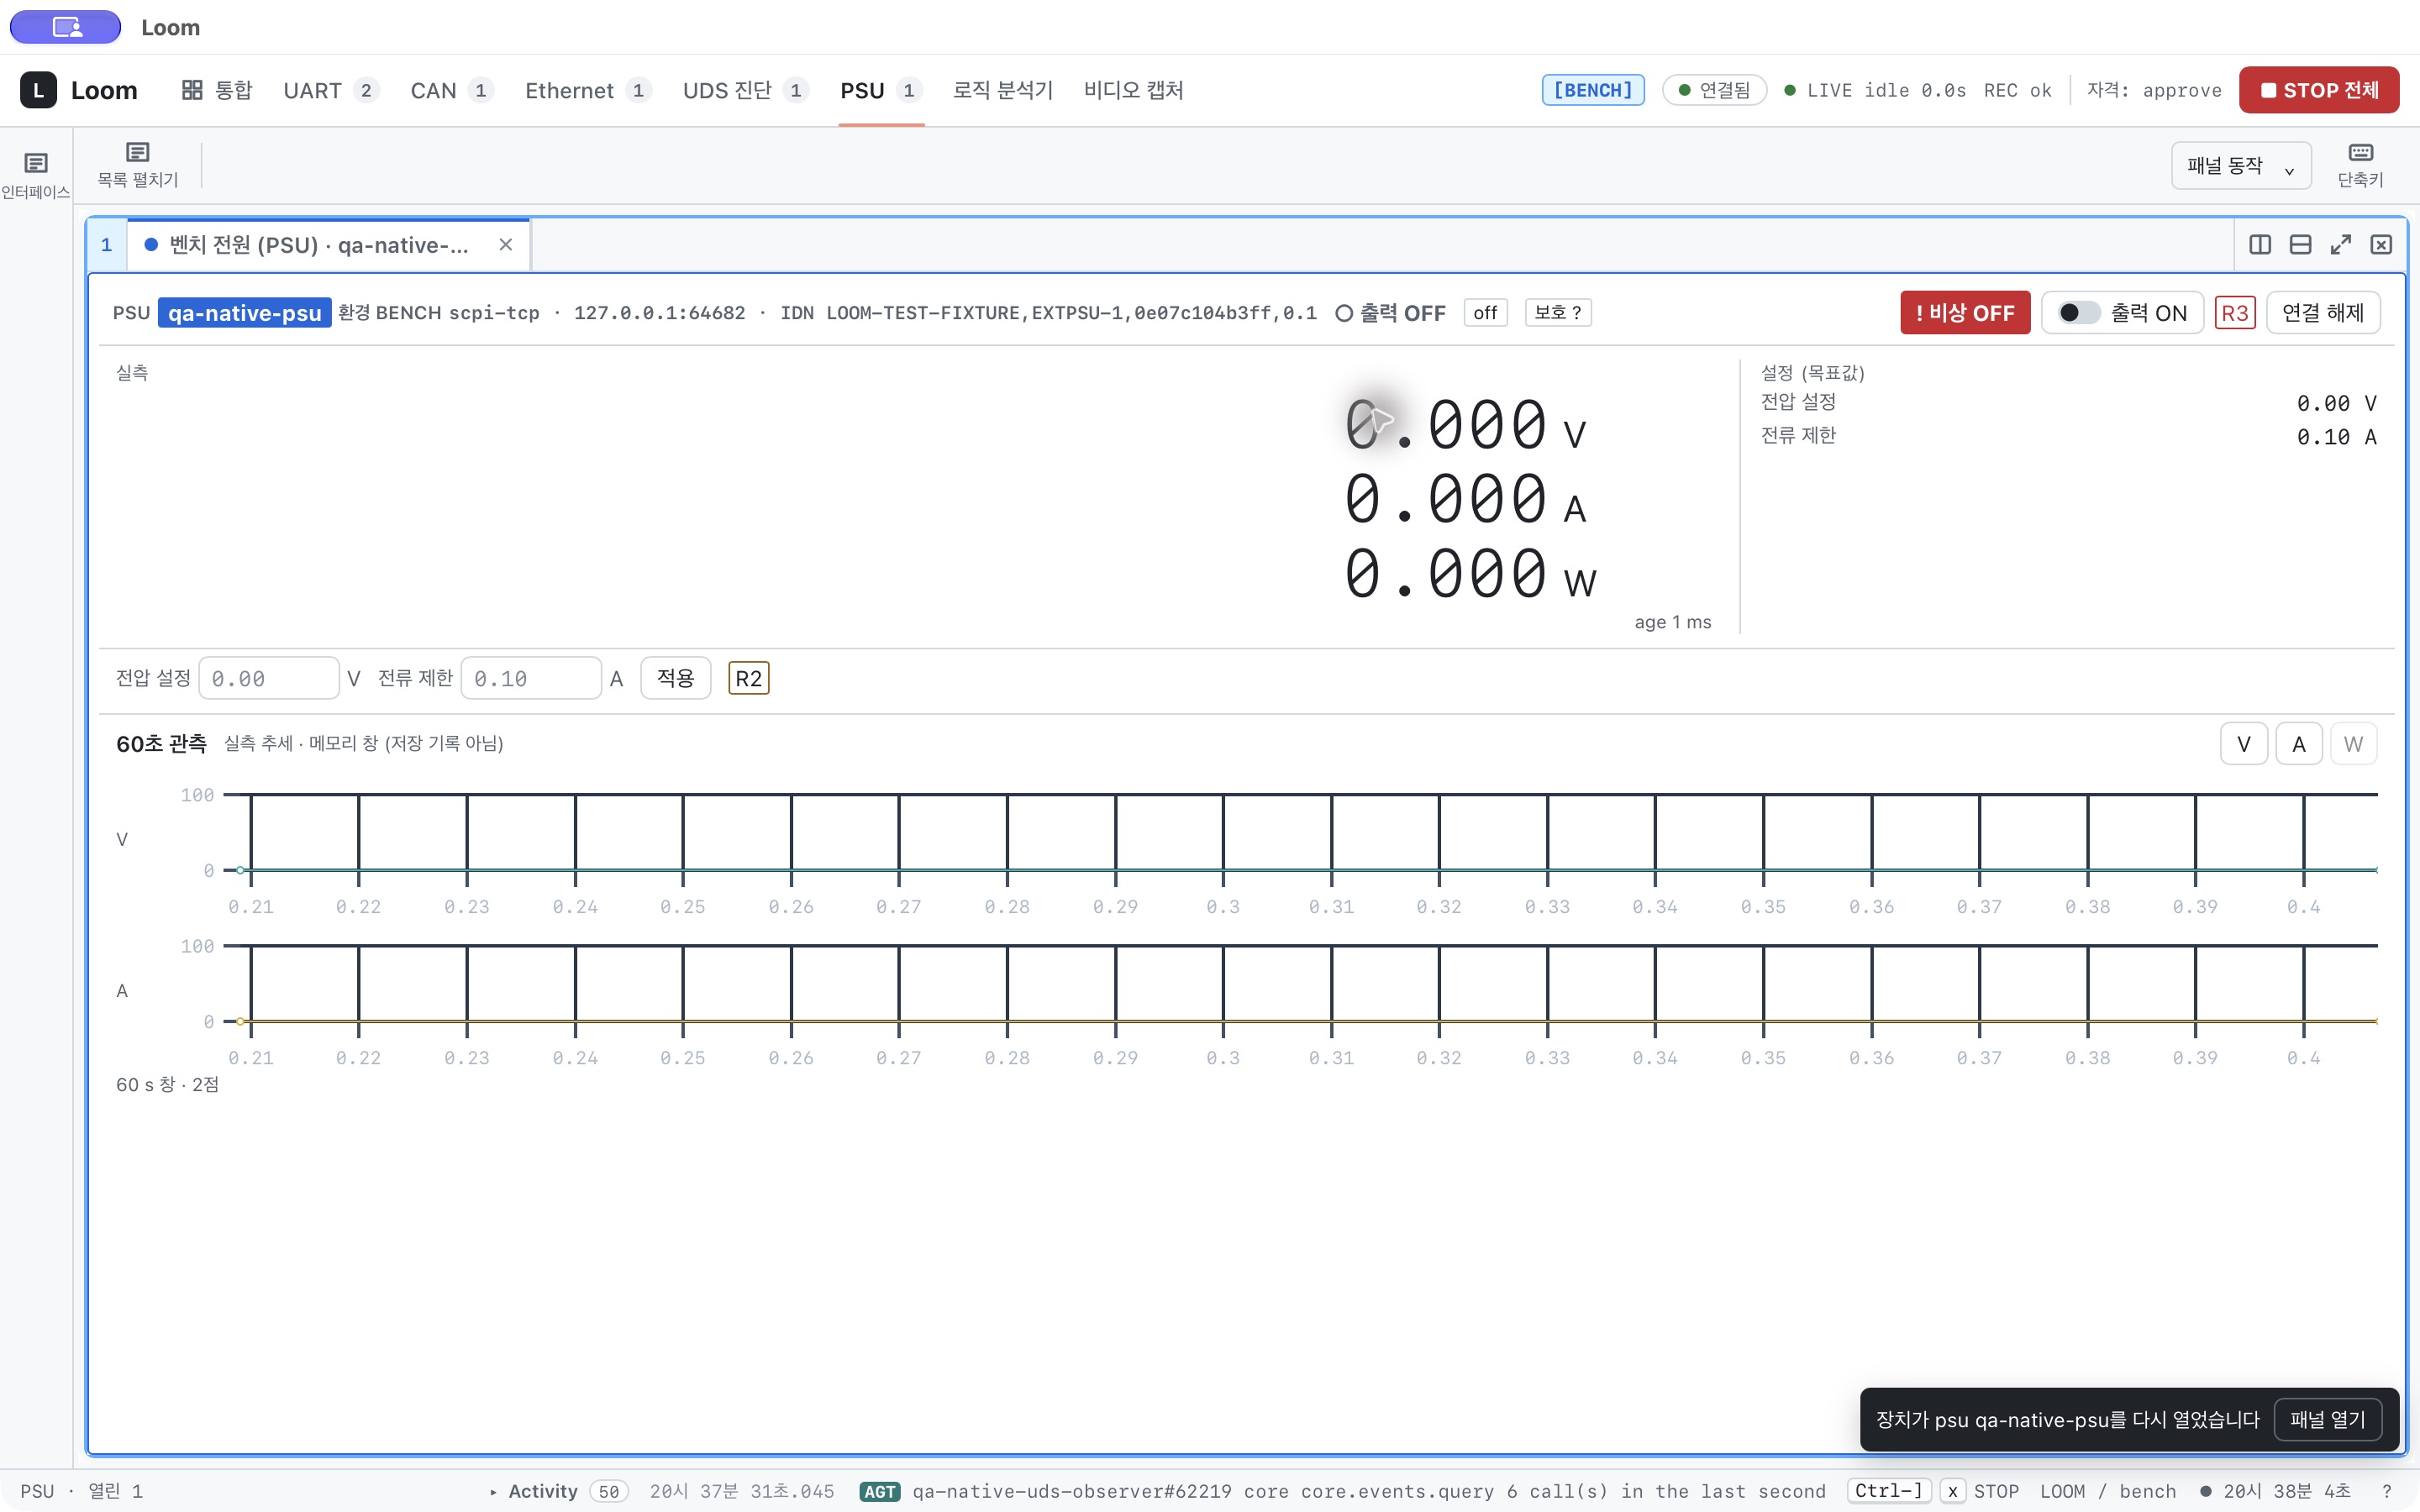 Loom
L Loom 통합 UART 2 CAN 1 Ethernet 1 UDS 진단 1 PSU 1 로직 분석기 비디오 캡처 [BENCH] 연결됨 LIVE idle 0.0s REC ok 자격: approve STOP 전체
인터페이스 목록 펼치기 패널 동작 단축키
1 벤치 전원 (PSU) · qa-native-...
PSU qa-native-psu 환경 BENCH scpi-tcp · 127.0.0.1:64682 · IDN LOOM-TEST-FIXTURE,EXTPSU-1,0e07c104b3ff,0.1 출력 OFF off 보호 ? ! 비상 OFF 출력 ON R3 연결 해제
실측
0.000 V
0.000 A
0.000 W
age 1 ms
설정 (목표값)
전압 설정 0.00 V
전류 제한 0.10 A
전압 설정 0.00 V 전류 제한 0.10 A 적용 R2
60초 관측 실측 추세 · 메모리 창 (저장 기록 아님) V A W
100
V
0
0.21 0.22 0.23 0.24 0.25 0.26 0.27 0.28 0.29 0.3 0.31 0.32 0.33 0.34 0.35 0.36 0.37 0.38 0.39 0.4
100
A
0
0.21 0.22 0.23 0.24 0.25 0.26 0.27 0.28 0.29 0.3 0.31 0.32 0.33 0.34 0.35 0.36 0.37 0.38 0.39 0.4
60 s 창 · 2점
장치가 psu qa-native-psu를 다시 열었습니다 패널 열기
PSU · 열린 1 Activity 50 20시 37분 31초.045 AGT qa-native-uds-observer#62219 core core.events.query 6 call(s) in the last second Ctrl-] x STOP LOOM / bench 20시 38분 4초 ?